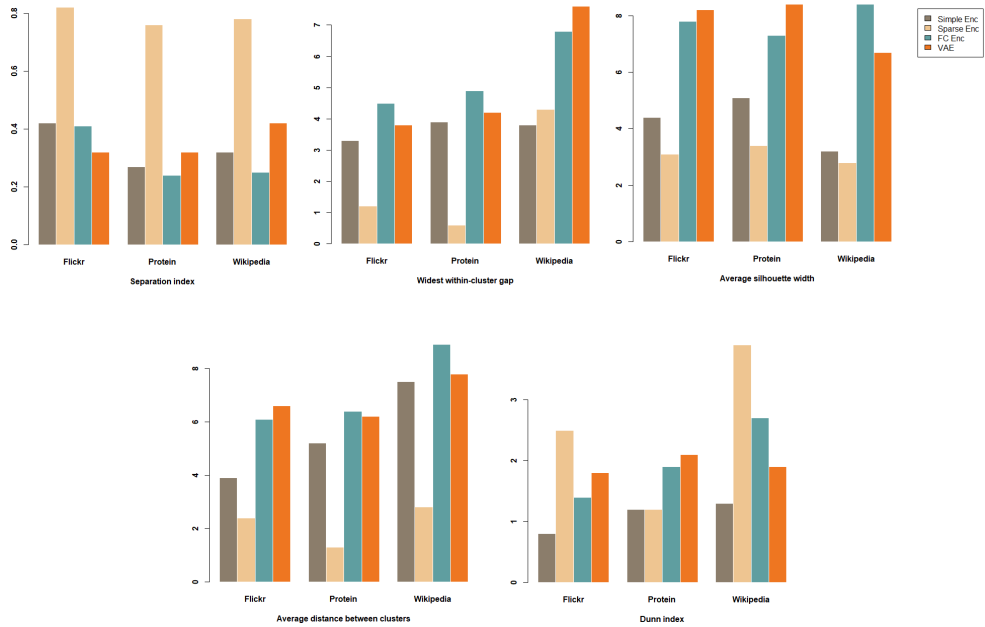 0.0 0.2 0.4 0.6 0.8
Flickr Protein Wikipedia
Separation index
0 1 2 3 4 5 6 7
Flickr Protein Wikipedia
Widest within-cluster gap
0 2 4 6 8
Flickr Protein Wikipedia
Average silhouette width
Simple Enc
Sparse Enc
FC Enc
VAE
0 2 4 6 8
Flickr Protein Wikipedia
Average distance between clusters
0 1 2 3
Flickr Protein Wikipedia
Dunn index